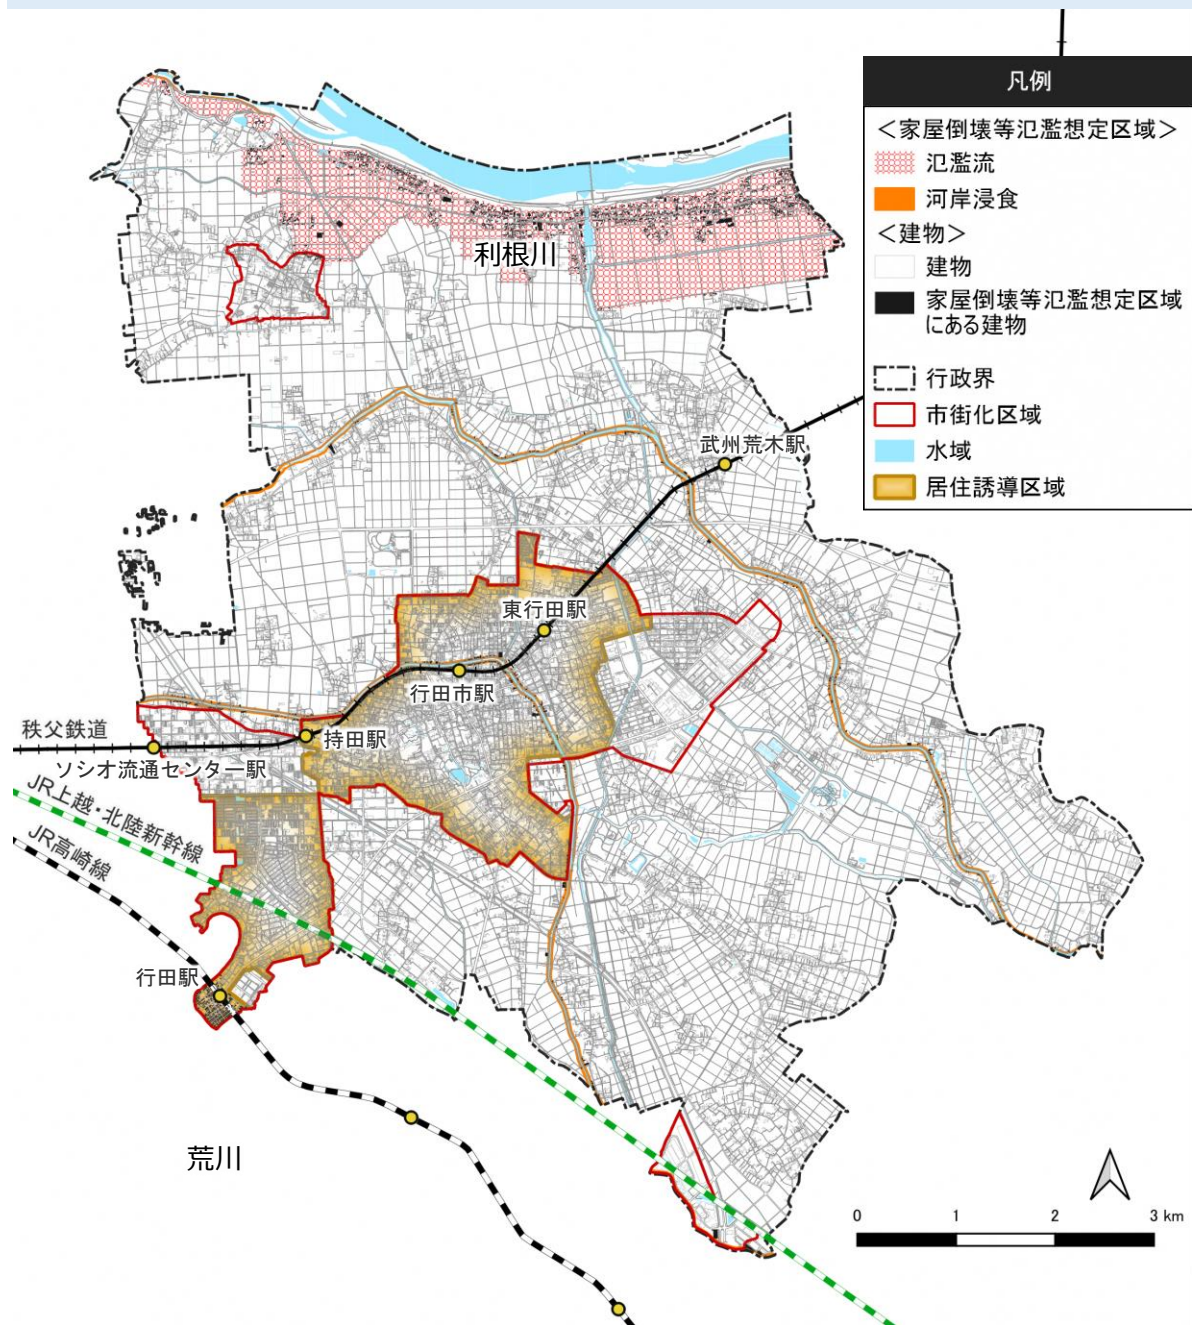 凡例
＜家屋倒壊等氾濫想定区域＞
氾濫流
河岸浸食
＜建物＞
建物
家屋倒壊等氾濫想定区域
にある建物
行政界
市街化区域
水域
居住誘導区域
利根川
武州荒木駅
東行田駅
行田市駅
秩父鉄道
持田駅
ソシオ流通センター駅
JR上越・北陸新幹線
JR高崎線
行田駅
荒川
0 1 2 3 km